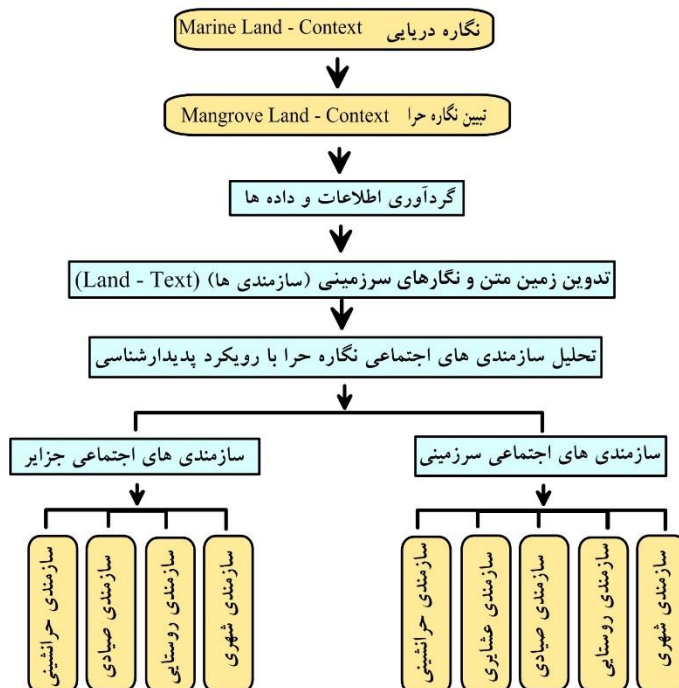 نگاره دریایی Marine Land - Context
تبیین نگاره حرا Mangrove Land - Context
گردآوری اطلاعات و داده ها
تدوین زمین متن و نگارهای سرزمینی (سازمندی ها) (Land - Text)
تحلیل سازمندی های اجتماعی نگاره حرا با رویکرد پدیدارشناسی
سازمندی های اجتماعی سرزمینی
سازمندی های اجتماعی جزایر
سازمندی شهری
سازمندی روستایی
سازمندی صیادی
سازمندی عشایری
سازمندی حرانشینی
سازمندی شهری
سازمندی روستایی
سازمندی صیادی
سازمندی حرانشینی